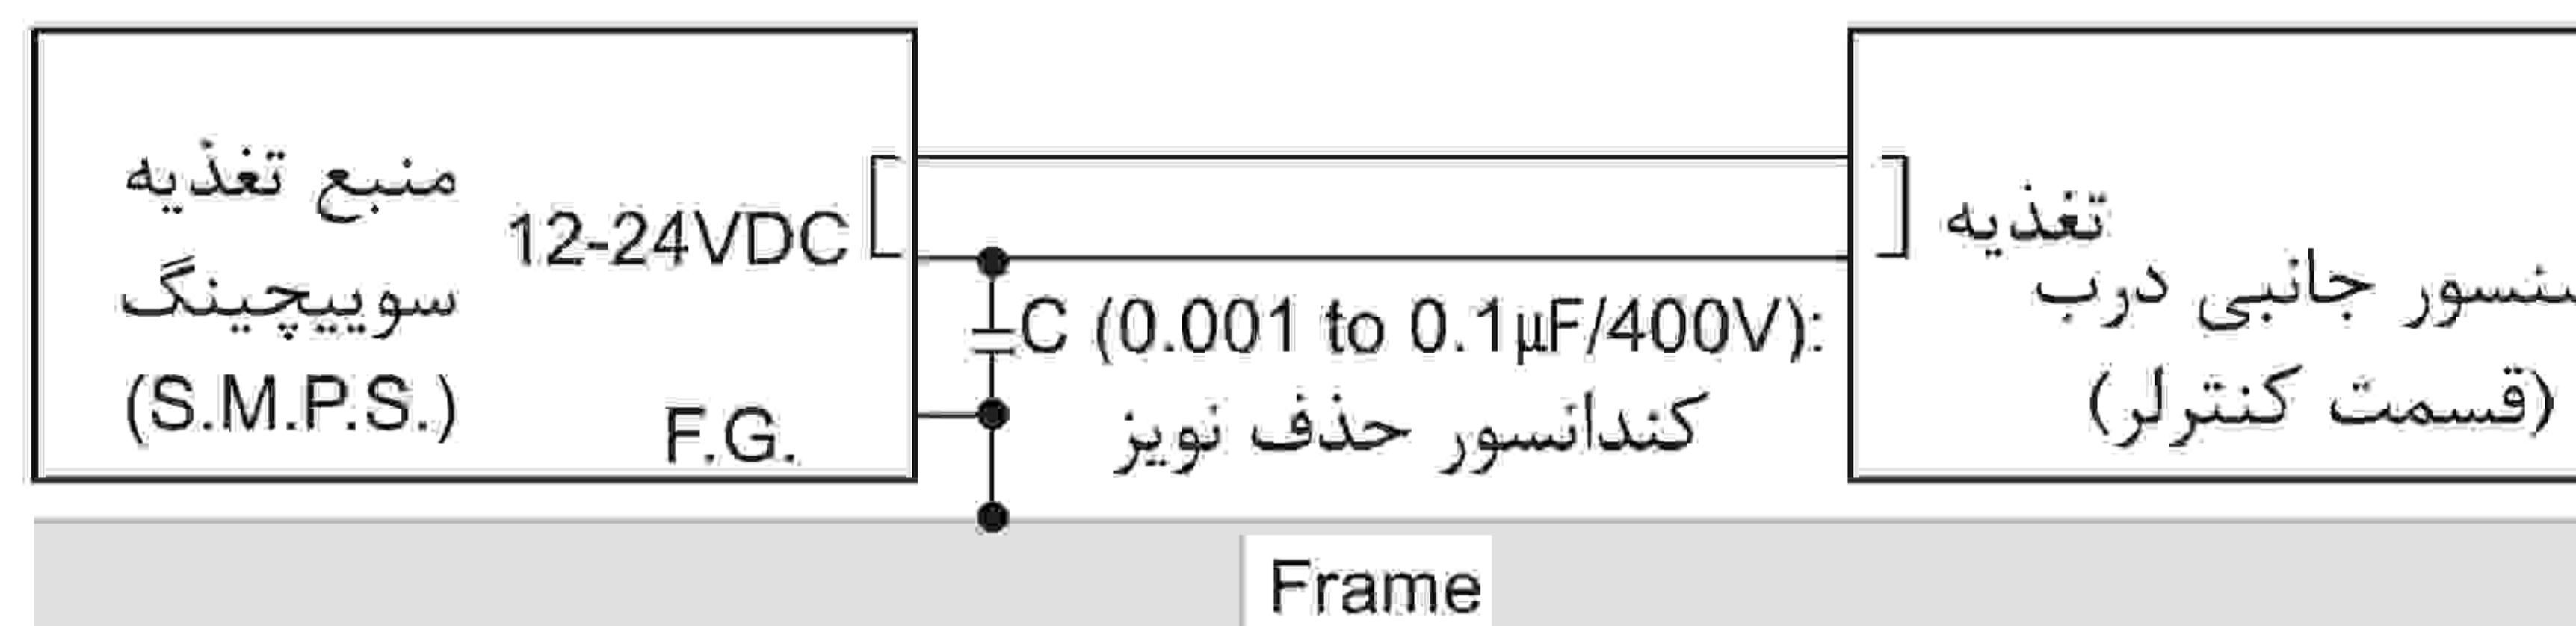 منبع تغذیه
سوییچینگ
(S.M.P.S.)
12-24VDC
F.G.
C (0.001 to 0.1µF/400V):
کندانسور حذف نویز
تغذیه
جانبی درب
(قسمت کنترلر)
Frame